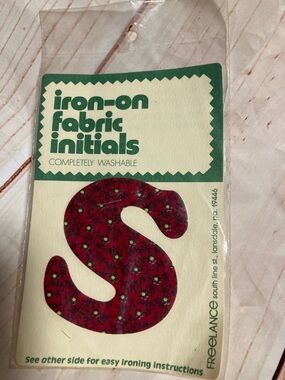 iron-on
fabric
initials
COMPLETELY WASHABLE
S
See other side for easy ironing instructions
FReeLANCe south line st., lansdale, pa. 19446